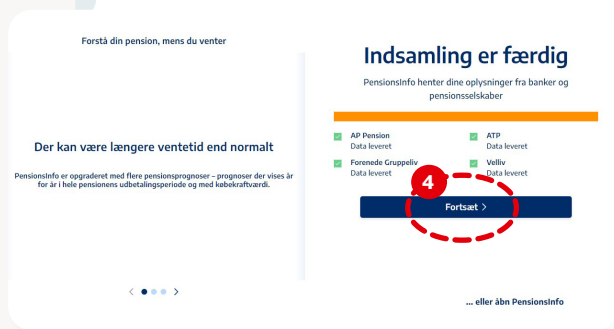 Forstå din pension, mens du venter
Der kan være længere ventetid end normalt
PensionsInfo er opgraderet med flere pensionsprognoser – prognoser der vises år
for år i hele pensionens udbetalingsperiode og med købekraftværdi.
Indsamling er færdig
PensionsInfo henter dine oplysninger fra banker og
pensionsselskaber
AP Pension
Data leveret
ATP
Data leveret
Forenede Gruppeliv
Data leveret
Velliv
Data leveret
4
Fortsæt >
... eller åbn PensionsInfo